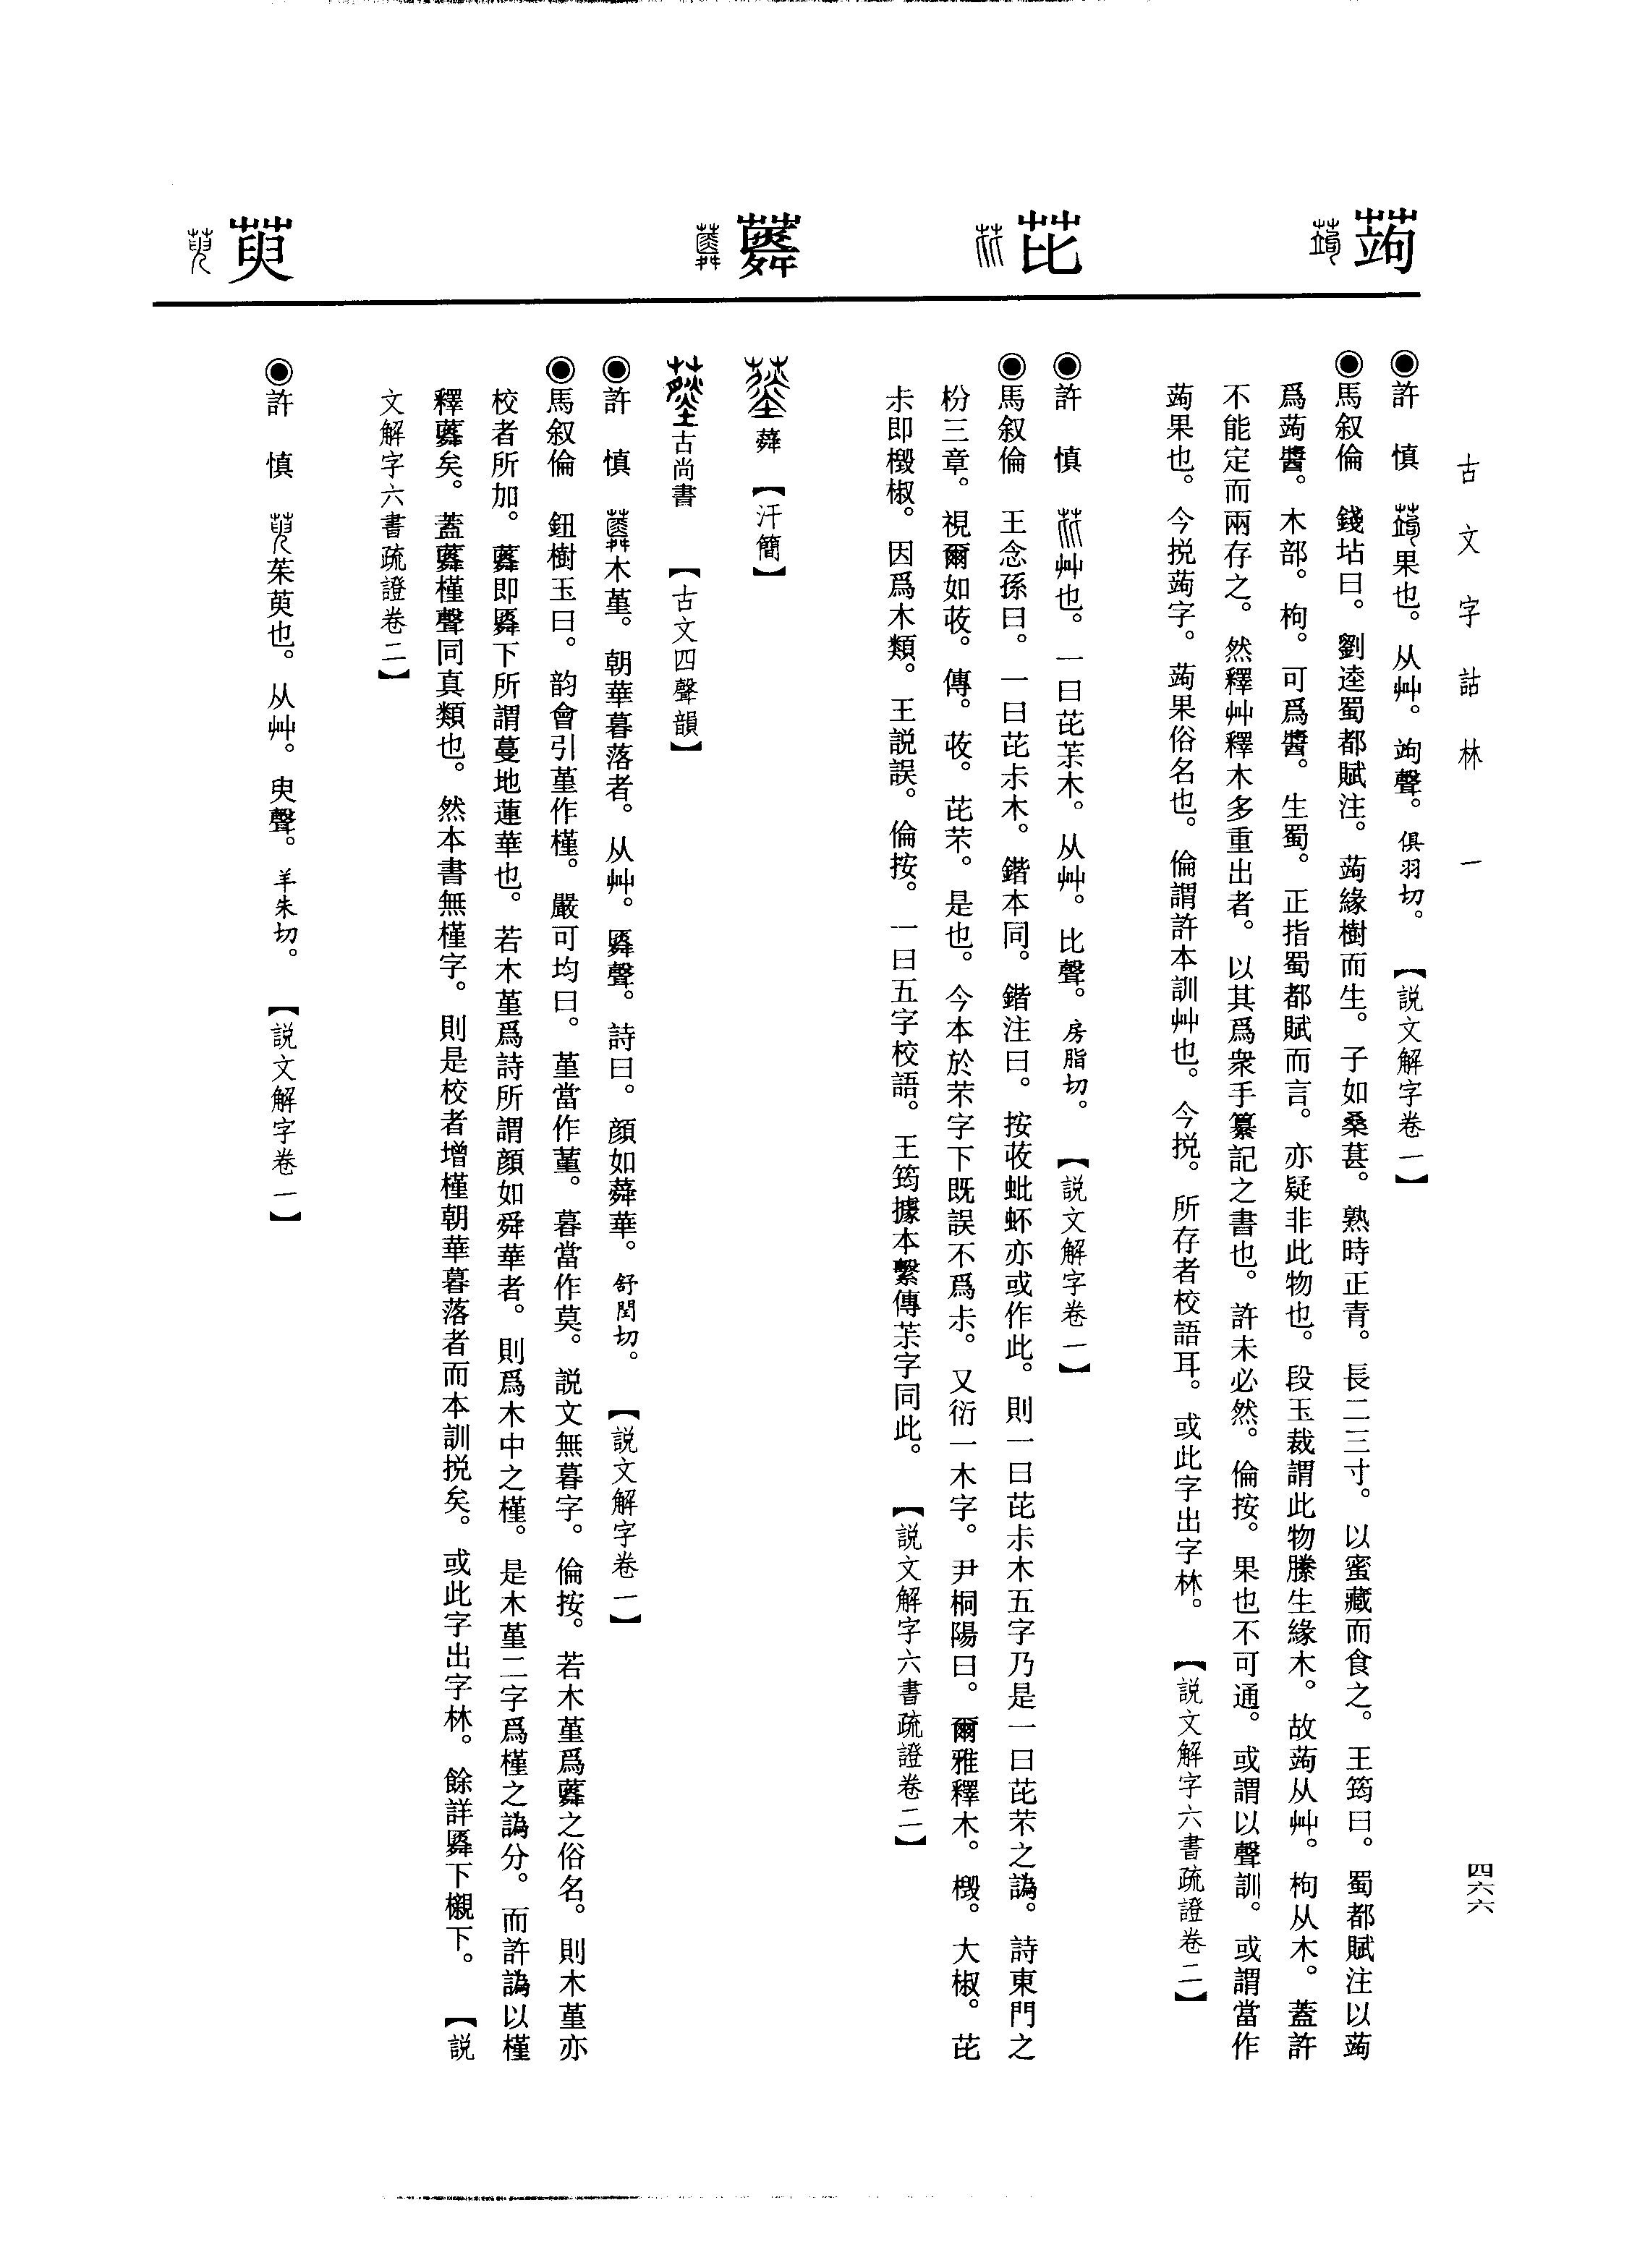 古文字詁林 一
四六六
蒟
◉許 慎 果也。从艸。竘聲。俱羽切。 【説文解字卷一】
◉馬叙倫 錢坫曰。劉逵蜀都賦注。蒟緣樹而生。子如桑葚。熟時正青。長二三寸。以蜜藏而食之。王筠曰。蜀都賦注以蒟
爲蒟醬。木部。枸。可爲醬。生蜀。正指蜀都賦而言。亦疑非此物也。段玉裁謂此物縢生緣木。故蒟从艸。枸从木。蓋許
不能定而兩存之。然釋艸釋木多重出者。以其爲衆手纂記之書也。許未必然。倫按。果也不可通。或謂以聲訓。或謂當作
蒟果也。今捝蒟字。蒟果俗名也。倫謂許本訓艸也。今捝。所存者校語耳。或此字出字林。 【説文解字六書疏證卷二】
芘
◉許 慎 艸也。一曰芘茮木。从艸。比聲。房脂切。 【説文解字卷一】
◉馬叙倫 王念孫曰。一曰芘尗木。鍇本同。鍇注曰。按荍蚍衃亦或作此。則一曰芘尗木五字乃是一曰芘芣之譌。詩東門之
枌三章。視爾如荍。傳。荍。芘芣。是也。今本於芣字下既誤不爲尗。又衍一木字。尹桐陽曰。爾雅釋木。檓。大椒。芘
尗即檓椒。因爲木類。王説誤。倫按。一曰五字校語。王筠據本繫傳茮字同此。 【説文解字六書疏證卷二】
蕣
蕣 【汗簡】
古尚書 【古文四聲韻】
◉許 慎 木堇。朝華暮落者。从艸。䑞聲。詩曰。顔如蕣華。舒閏切。 【説文解字卷一】
◉馬叙倫 鈕樹玉曰。韵會引堇作槿。嚴可均曰。堇當作蓳。暮當作莫。説文無暮字。倫按。若木堇爲蕣之俗名。則木堇亦
校者所加。蕣即䑞下所謂蔓地蓮華也。若木堇爲詩所謂顔如舜華者。則爲木中之槿。是木堇二字爲槿之譌分。而許譌以槿
釋蕣矣。蓋蕣槿聲同真類也。然本書無槿字。則是校者增槿朝華暮落者而本訓捝矣。或此字出字林。餘詳䑞下櫬下。 【説
文解字六書疏證卷二】
萸
◉許 慎 茱萸也。从艸。臾聲。羊朱切。 【説文解字卷一】